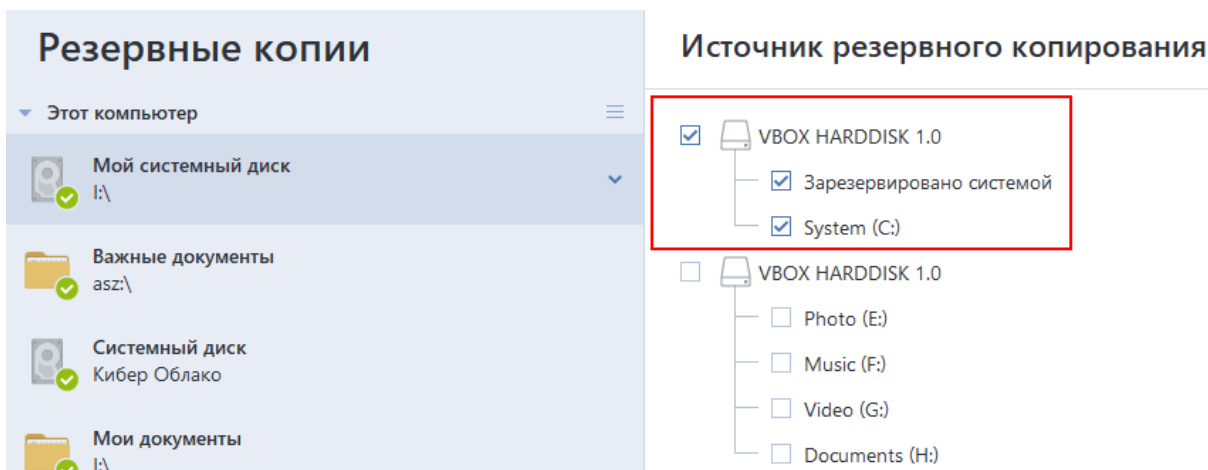 Резервные копии
Этот компьютер
Мой системный диск
I:\
Важные документы
asz:\
Системный диск
Кибер Облако
Мои документы
I:\
Источник резервного копирования
VBOX HARDDISK 1.0
Зарезервировано системой
System (C:)
VBOX HARDDISK 1.0
Photo (E:)
Music (F:)
Video (G:)
Documents (H:)